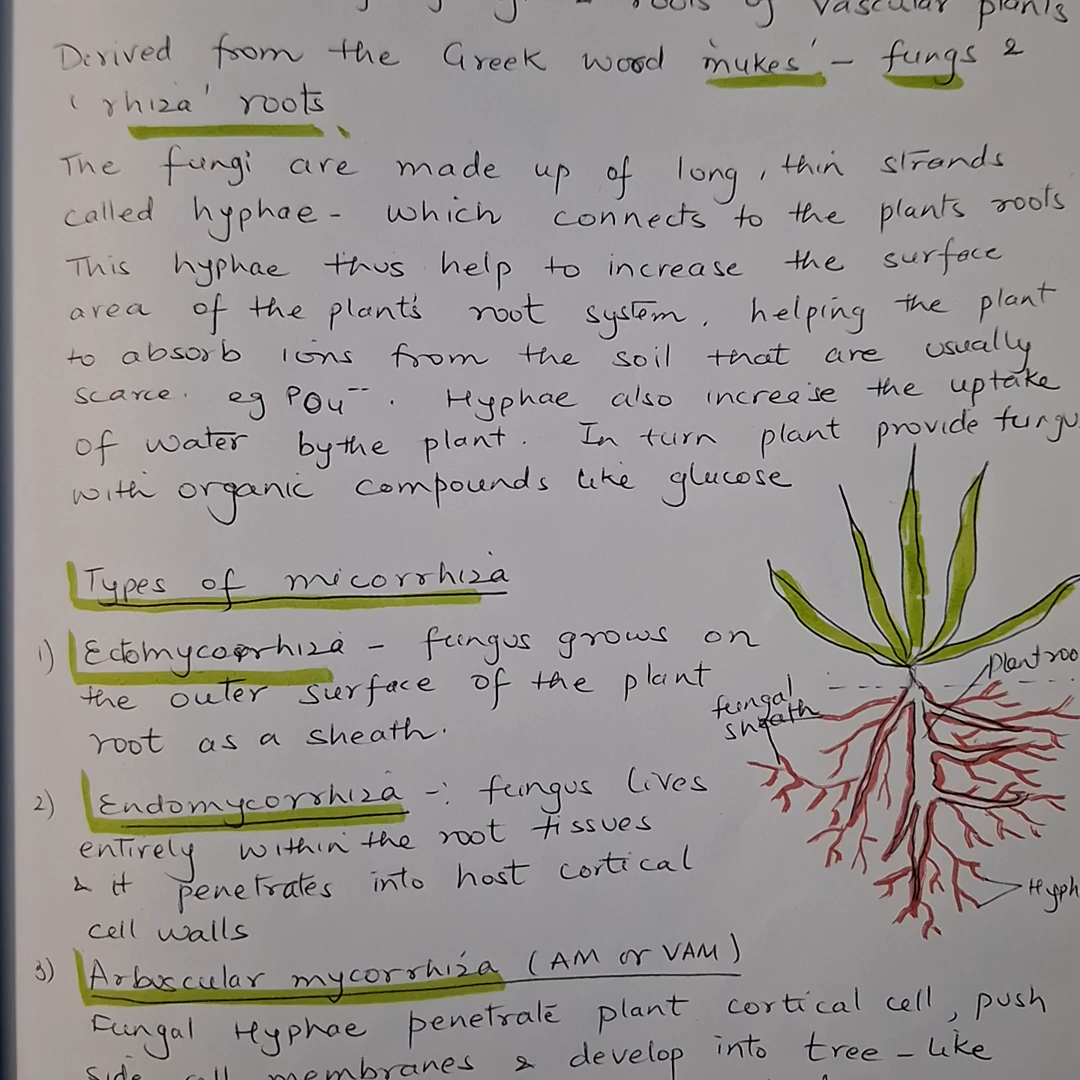 roots of vascular plants
Derived from the Greek word 'mukes' - fungs &
'rhiza' roots.
The fungi are made up of long, thin strands
called hyphae - which connects to the plants roots
This hyphae thus help to increase the surface
area of the plant's root system, helping the plant
to absorb ions from the soil that are usually
scarce. eg PO4--. Hyphae also increase the uptake
of water by the plant. In turn plant provide fungu
with organic compounds like glucose
Types of micorrhiza
1) Ectomycorrhiza - fungus grows on
the outer surface of the plant
root as a sheath.
Plant roo
fungal
sheath
2) Endomycorrhiza -: fungus lives
entirely within the root tissues
& it penetrates into host cortical
cell walls
Hyph
3) Arbuscular mycorrhiza (AM or VAM)
Fungal Hyphae penetrate plant cortical cell, push
side membranes & develop into tree-like